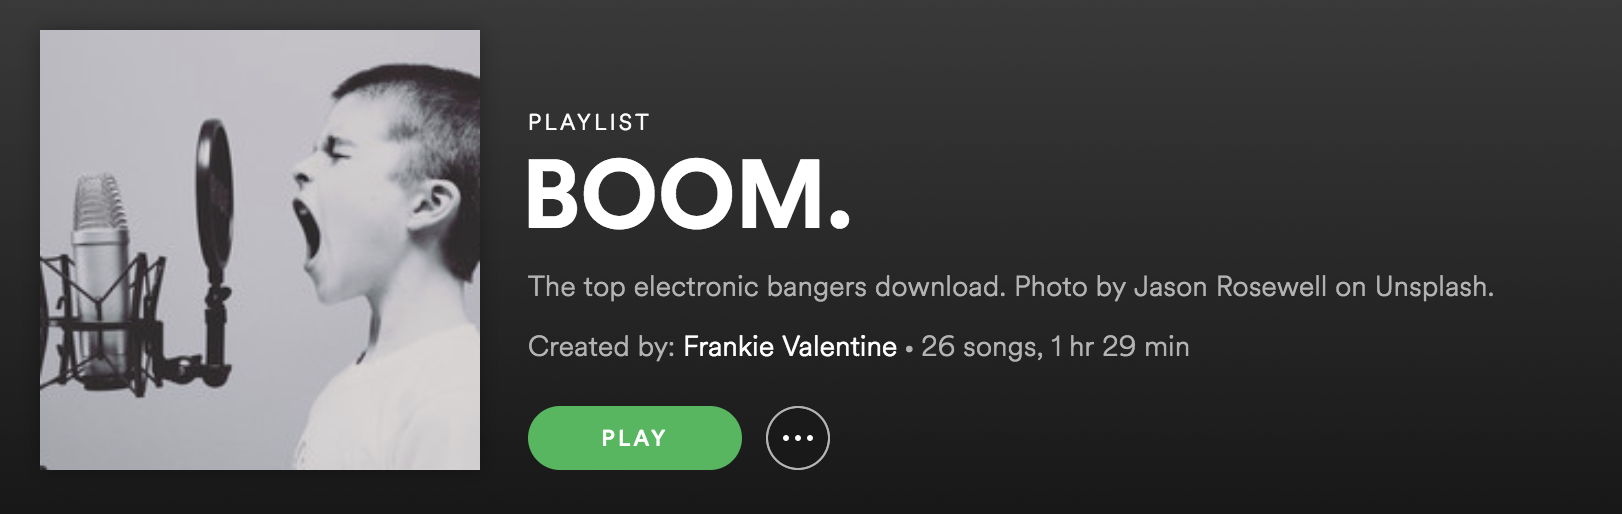 PLAYLIST
BOOM.
The top electronic bangers download. Photo by Jason Rosewell on Unsplash.
Created by: Frankie Valentine • 26 songs, 1 hr 29 min
PLAY